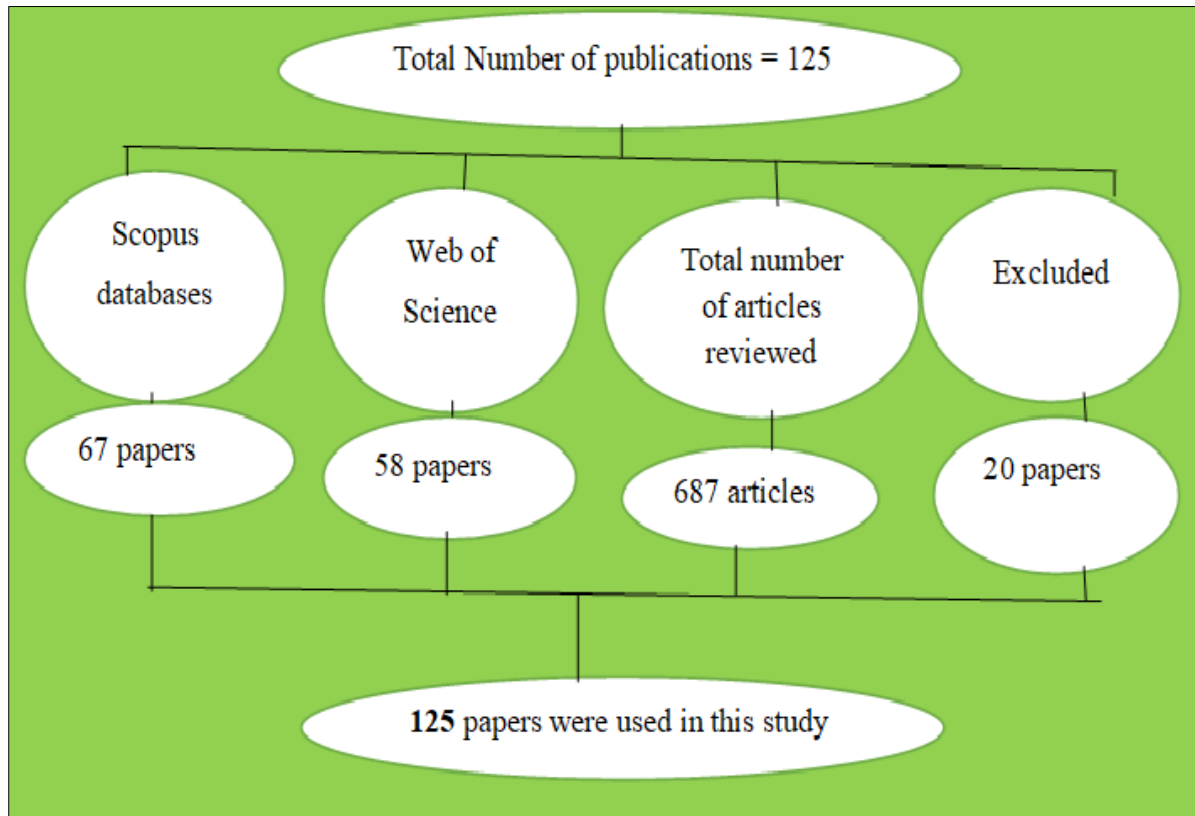 Total Number of publications = 125
Scopus
databases
Web of
Science
Total number
of articles
reviewed
Excluded
67 papers
58 papers
687 articles
20 papers
125 papers were used in this study